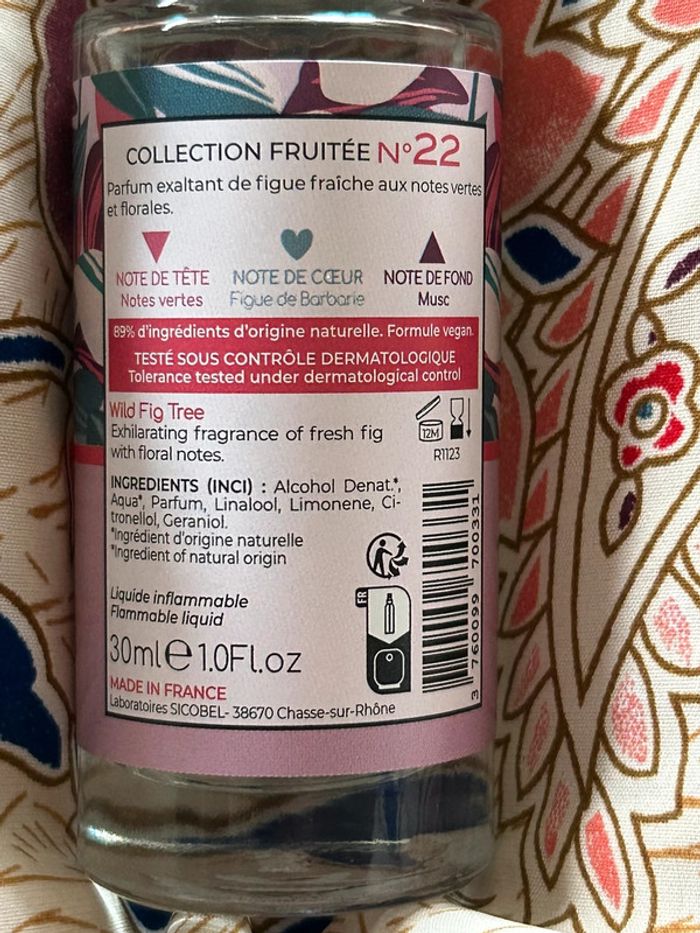 COLLECTION FRUITÉE N°22
Parfum exaltant de figue fraîche aux notes vertes
et florales.
NOTE DE TÊTE
Notes vertes
NOTE DE CŒUR
Figue de Barbarie
NOTE DE FOND
Musc
89% d'ingrédients d'origine naturelle. Formule vegan.
TESTÉ SOUS CONTRÔLE DERMATOLOGIQUE
Tolerance tested under dermatological control
Wild Fig Tree
Exhilarating fragrance of fresh fig
with floral notes.
12M
R1123
INGREDIENTS (INCI) : Alcohol Denat.*,
Aqua*, Parfum, Linalool, Limonene, Ci-
tronellol, Geraniol.
*Ingrédient d'origine naturelle
*Ingredient of natural origin
Liquide inflammable
Flammable liquid
FR
30ml e 1.0Fl.oz
MADE IN FRANCE
Laboratoires SICOBEL- 38670 Chasse-sur-Rhône
3 760099 700331